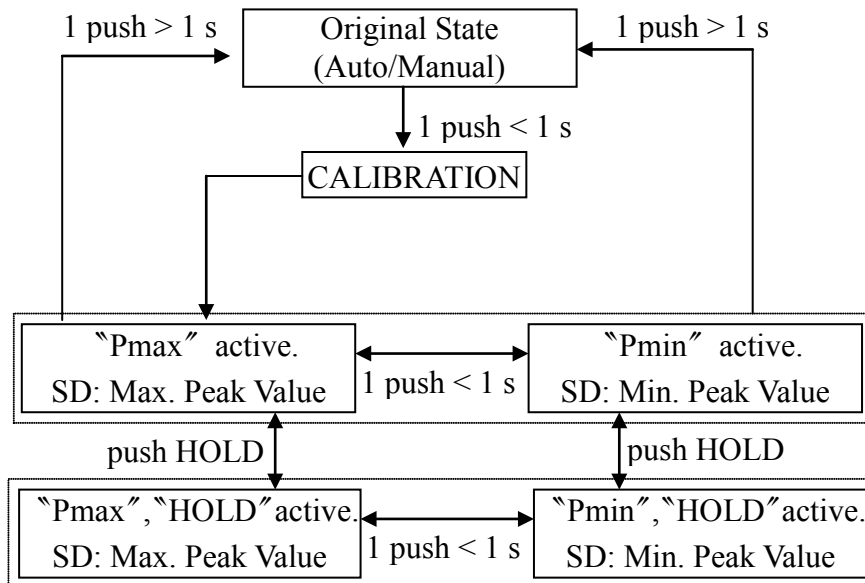 1 push > 1 s
Original State
(Auto/Manual)
1 push > 1 s
1 push < 1 s
CALIBRATION
〝Pmax〞 active.
SD: Max. Peak Value
1 push < 1 s
〝Pmin〞 active.
SD: Min. Peak Value
push HOLD
push HOLD
〝Pmax〞,〝HOLD〞active.
SD: Max. Peak Value
1 push < 1 s
〝Pmin〞,〝HOLD〞active.
SD: Min. Peak Value